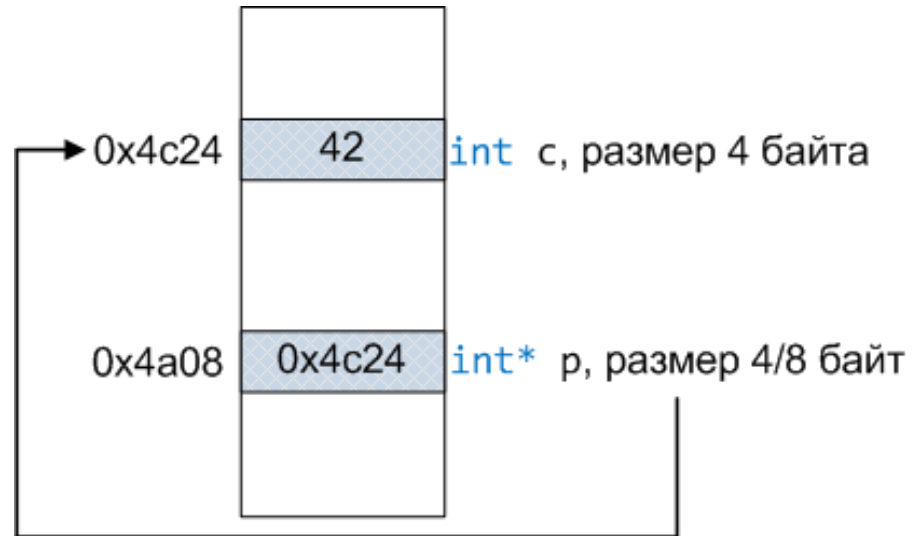 0x4c24 42 int c, размер 4 байта
0x4a08 0x4c24 int* p, размер 4/8 байт